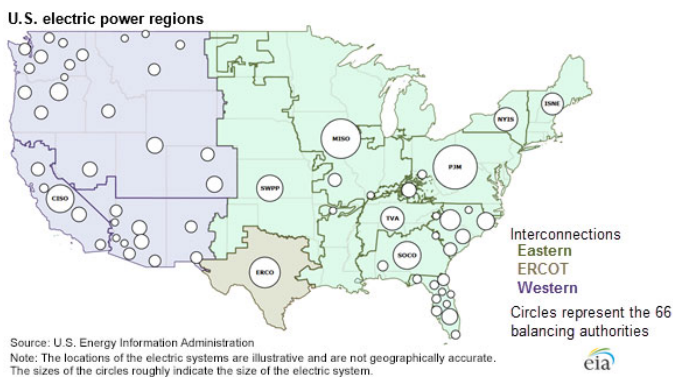 U.S. electric power regions
ISNE
NYIS
MISO
PJM
SWPP
CISO
TVA
SOCO
ERCO
Interconnections
Eastern
ERCOT
Western
Circles represent the 66
balancing authorities
eia
Source: U.S. Energy Information Administration
Note: The locations of the electric systems are illustrative and are not geographically accurate.
The sizes of the circles roughly indicate the size of the electric system.